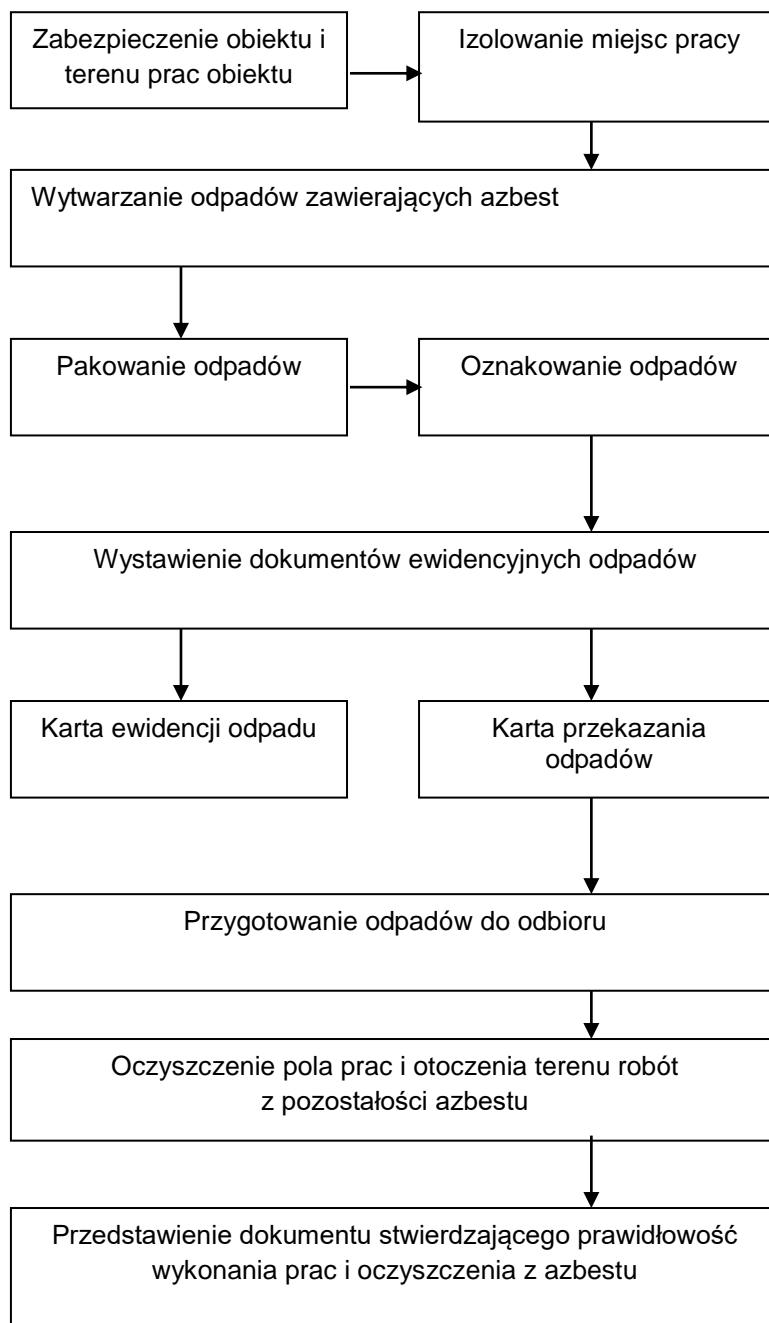 Zabezpieczenie obiektu i
terenu prac obiektu
Izolowanie miejsc pracy
Wytwarzanie odpadów zawierających azbest
Pakowanie odpadów
Oznakowanie odpadów
Wystawienie dokumentów ewidencyjnych odpadów
Karta ewidencji odpadu
Karta przekazania
odpadów
Przygotowanie odpadów do odbioru
Oczyszczenie pola prac i otoczenia terenu robót
z pozostałości azbestu
Przedstawienie dokumentu stwierdzającego prawidłowość
wykonania prac i oczyszczenia z azbestu